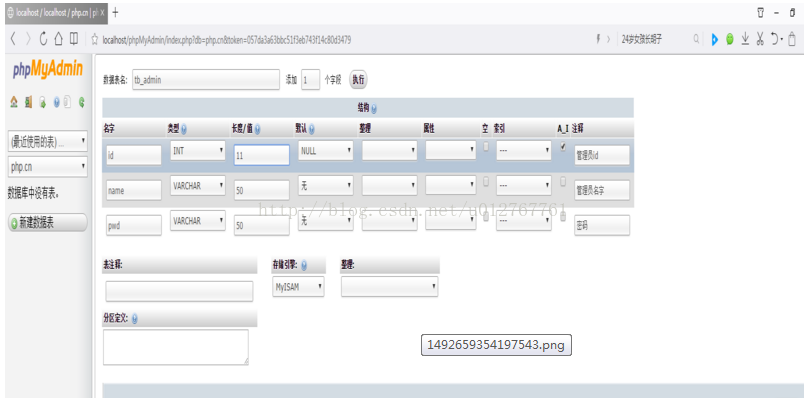 localhost / localhost / php.cn | ph
localhost/phpMyAdmin/index.php?db=php.cn&token=057da3a63bbc51f3eb743f14c80d3479
24岁女孩长胡子
phpMyAdmin
(最近使用的表) ...
php.cn
数据库中没有表。
新建数据表
数据表名: tb_admin 添加 1 个字段 执行
结构
名字 类型 长度/值 默认 整理 属性 空 索引 A_I 注释
id INT 11 NULL --- 管理员id
name VARCHAR 50 无 --- 管理员名字
http://blog.csdn.net/u012767761
pwd VARCHAR 50 无 --- 密码
表注释: 存储引擎: 整理:
MyISAM
分区定义:
1492659354197543.png